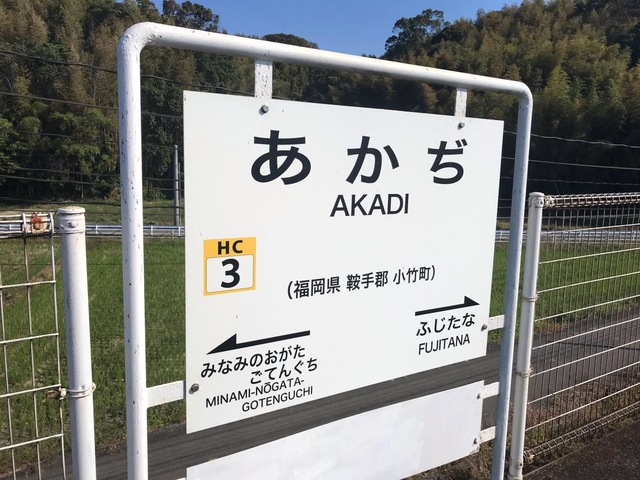 あかぢ
AKADI
HC
3
(福岡県 鞍手郡 小竹町)
ふじたな
FUJITANA
みなみのおがた
ごてんぐち
MINAMI-NŌGATA-
GOTENGUCHI